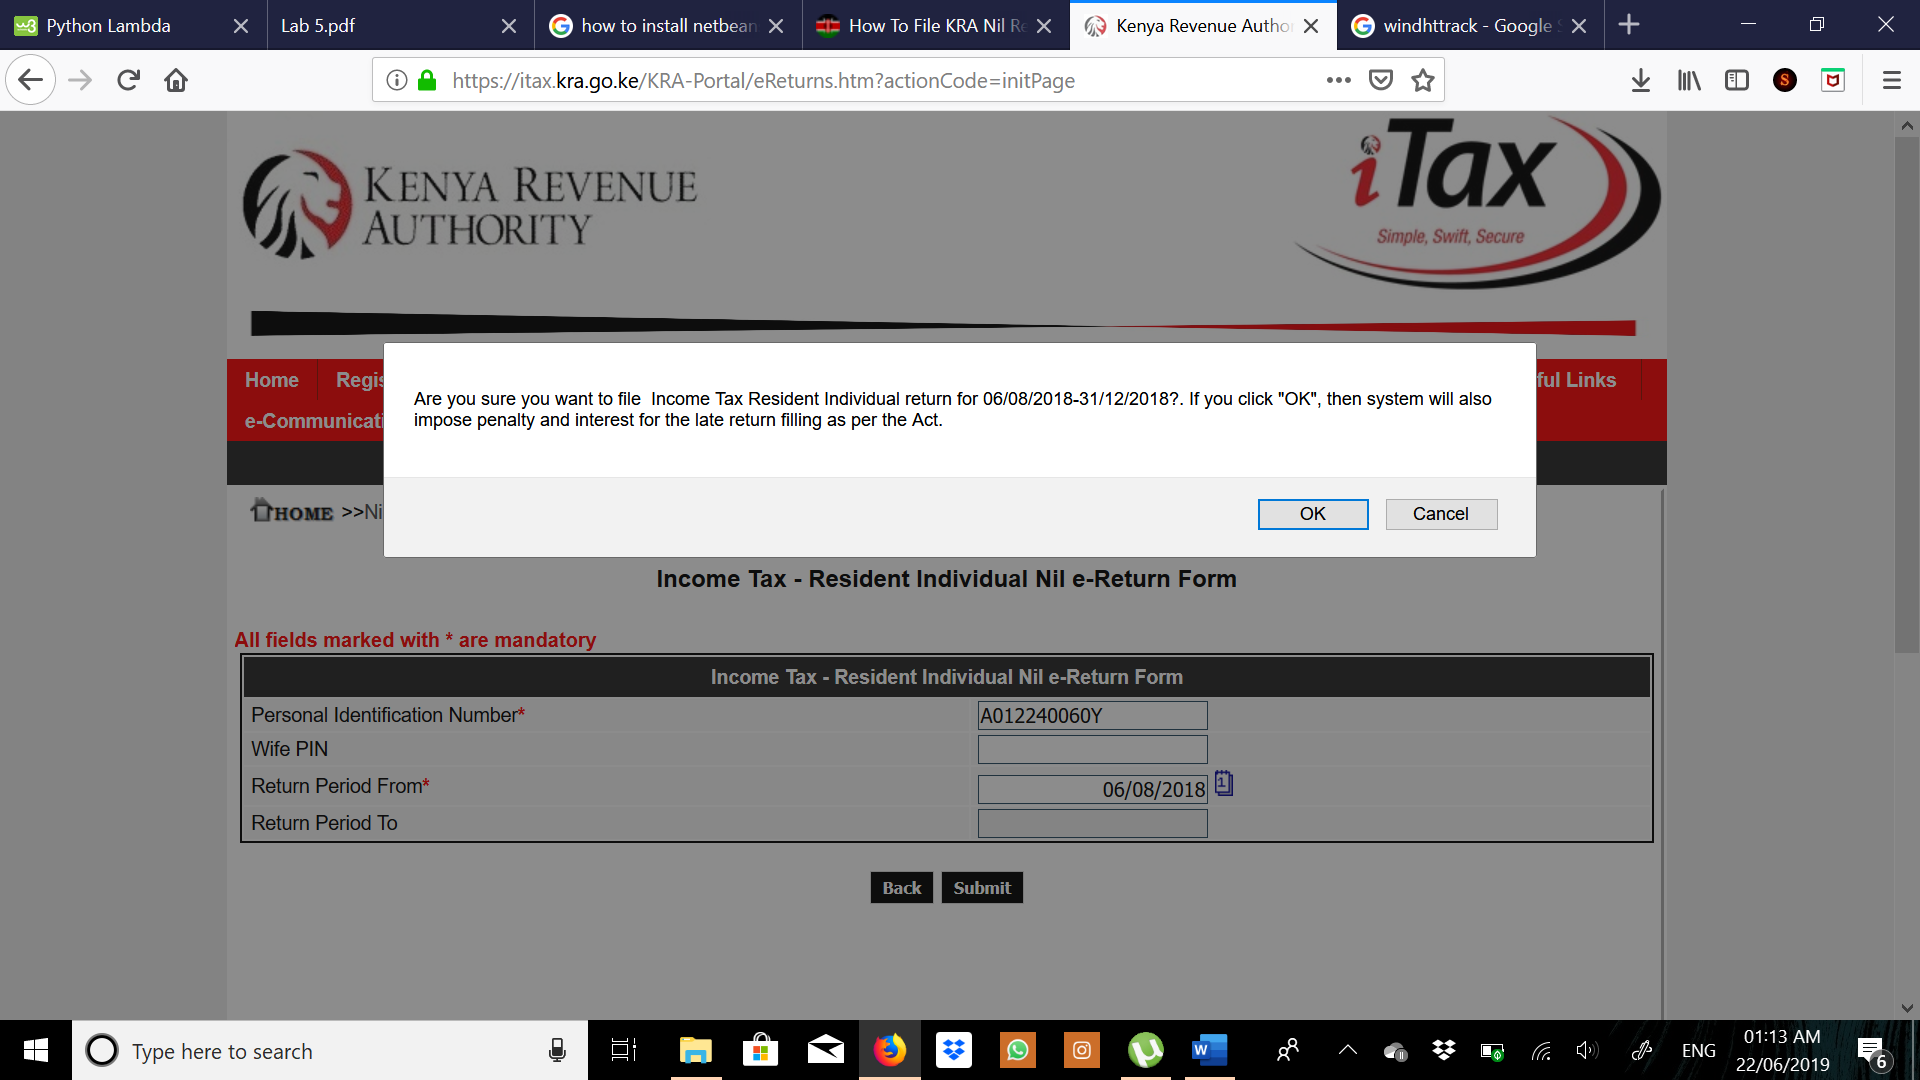 Python Lambda
Lab 5.pdf
how to install netbean
How To File KRA Nil Re
Kenya Revenue Author
windhttrack - Google S
https://itax.kra.go.ke/KRA-Portal/eReturns.htm?actionCode=initPage
KENYA REVENUE
AUTHORITY
iTax
Simple, Swift, Secure
Home
Regis
ful Links
e-Communicati
Are you sure you want to file  Income Tax Resident Individual return for 06/08/2018-31/12/2018?. If you click "OK", then system will also
impose penalty and interest for the late return filling as per the Act.
OK
Cancel
HOME >>Ni
Income Tax - Resident Individual Nil e-Return Form
All fields marked with * are mandatory
Income Tax - Resident Individual Nil e-Return Form
Personal Identification Number*
A012240060Y
Wife PIN
Return Period From*
06/08/2018
1
Return Period To
Back
Submit
Type here to search
ENG
01:13 AM
22/06/2019
6